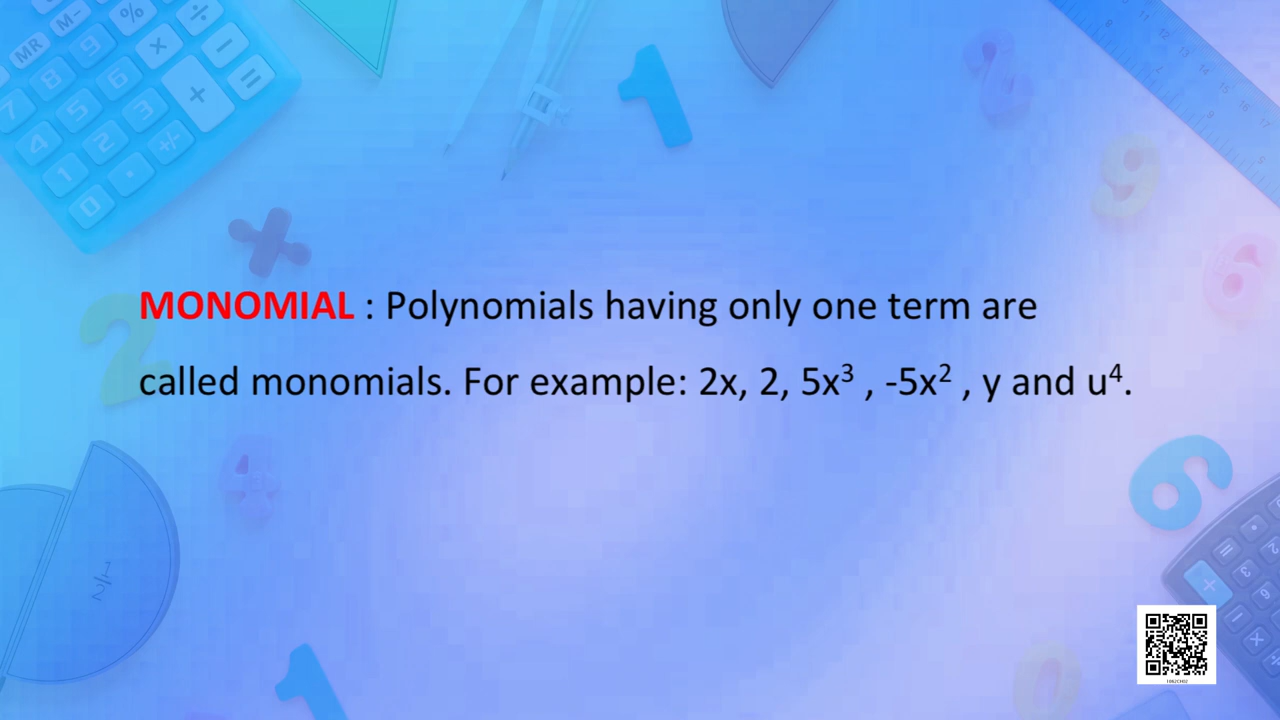 MONOMIAL : Polynomials having only one term are
called monomials. For example: 2x, 2, 5x³ , -5x² , y and u⁴.